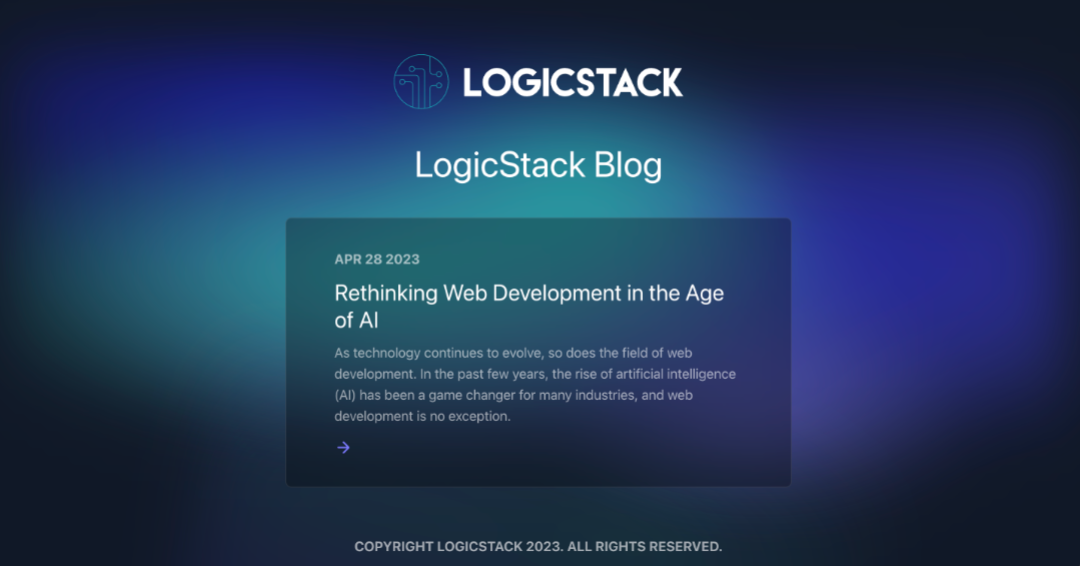 LOGICSTACK
LogicStack Blog
APR 28 2023
Rethinking Web Development in the Age
of AI
As technology continues to evolve, so does the field of web
development. In the past few years, the rise of artificial intelligence
(AI) has been a game changer for many industries, and web
development is no exception.
COPYRIGHT LOGICSTACK 2023. ALL RIGHTS RESERVED.